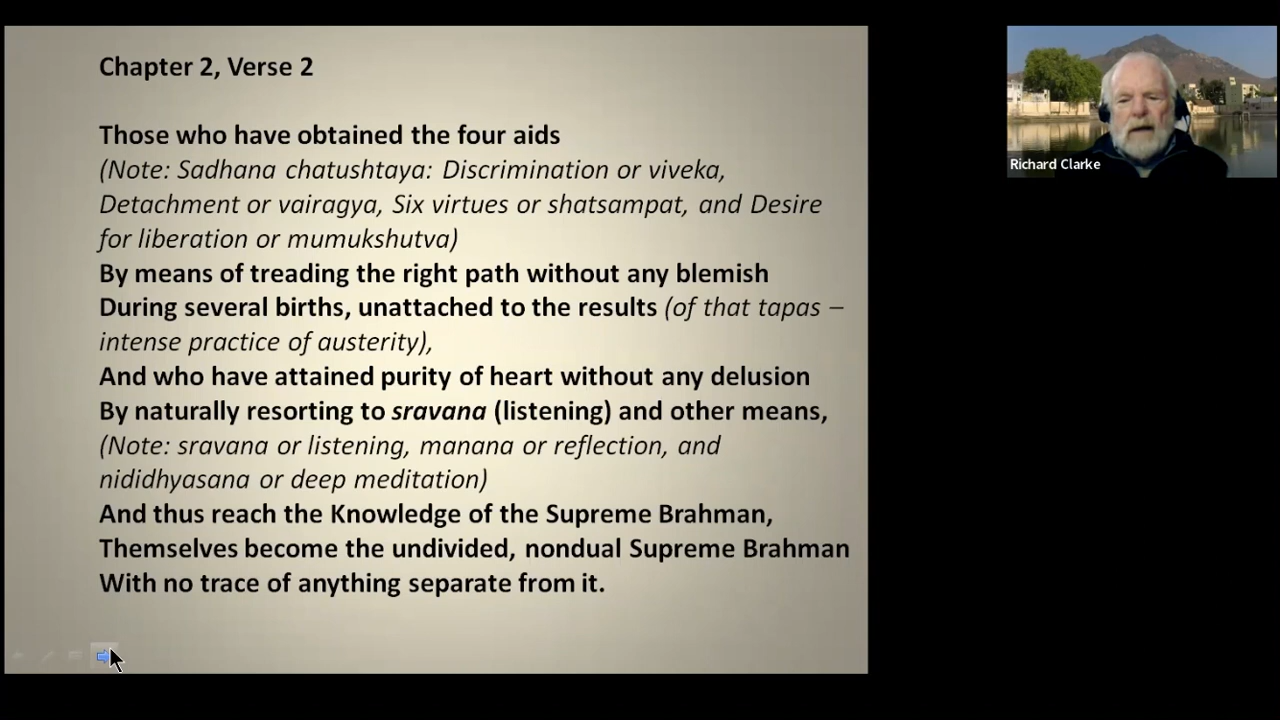 Chapter 2, Verse 2
Those who have obtained the four aids
(Note: Sadhana chatushtaya: Discrimination or viveka,
Detachment or vairagya, Six virtues or shatsampat, and Desire
for liberation or mumukshutva)
By means of treading the right path without any blemish
During several births, unattached to the results (of that tapas –
intense practice of austerity),
And who have attained purity of heart without any delusion
By naturally resorting to sravana (listening) and other means,
(Note: sravana or listening, manana or reflection, and
nididhyasana or deep meditation)
And thus reach the Knowledge of the Supreme Brahman,
Themselves become the undivided, nondual Supreme Brahman
With no trace of anything separate from it.
Richard Clarke